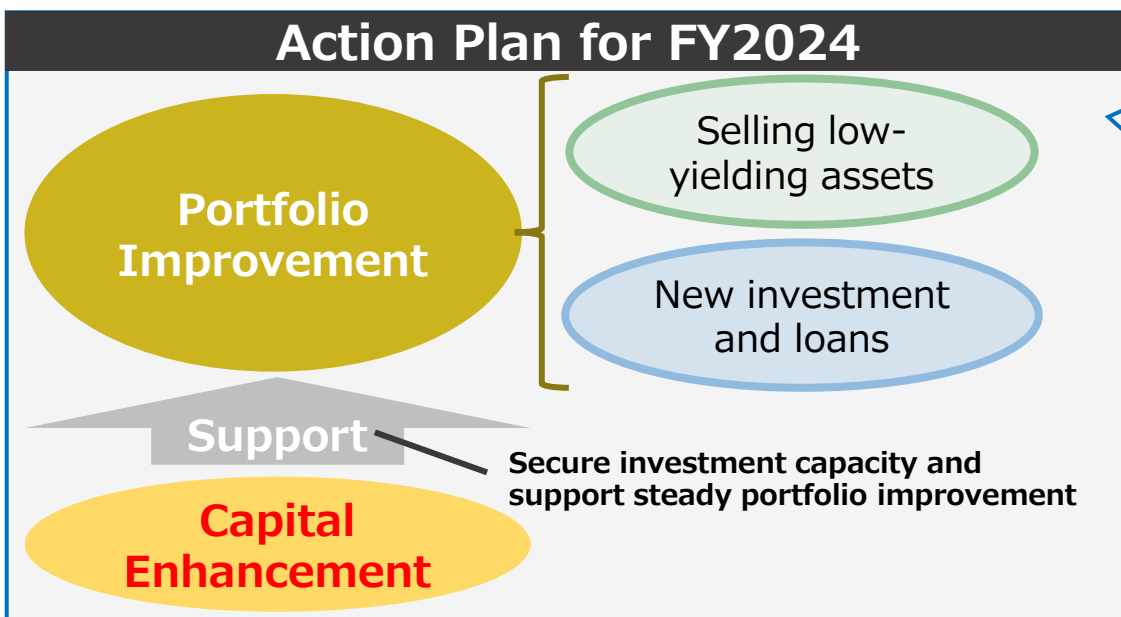 Action Plan for FY2024
Portfolio
Improvement
Selling low-
yielding assets
New investment
and loans
Support
Secure investment capacity and
support steady portfolio improvement
Capital
Enhancement